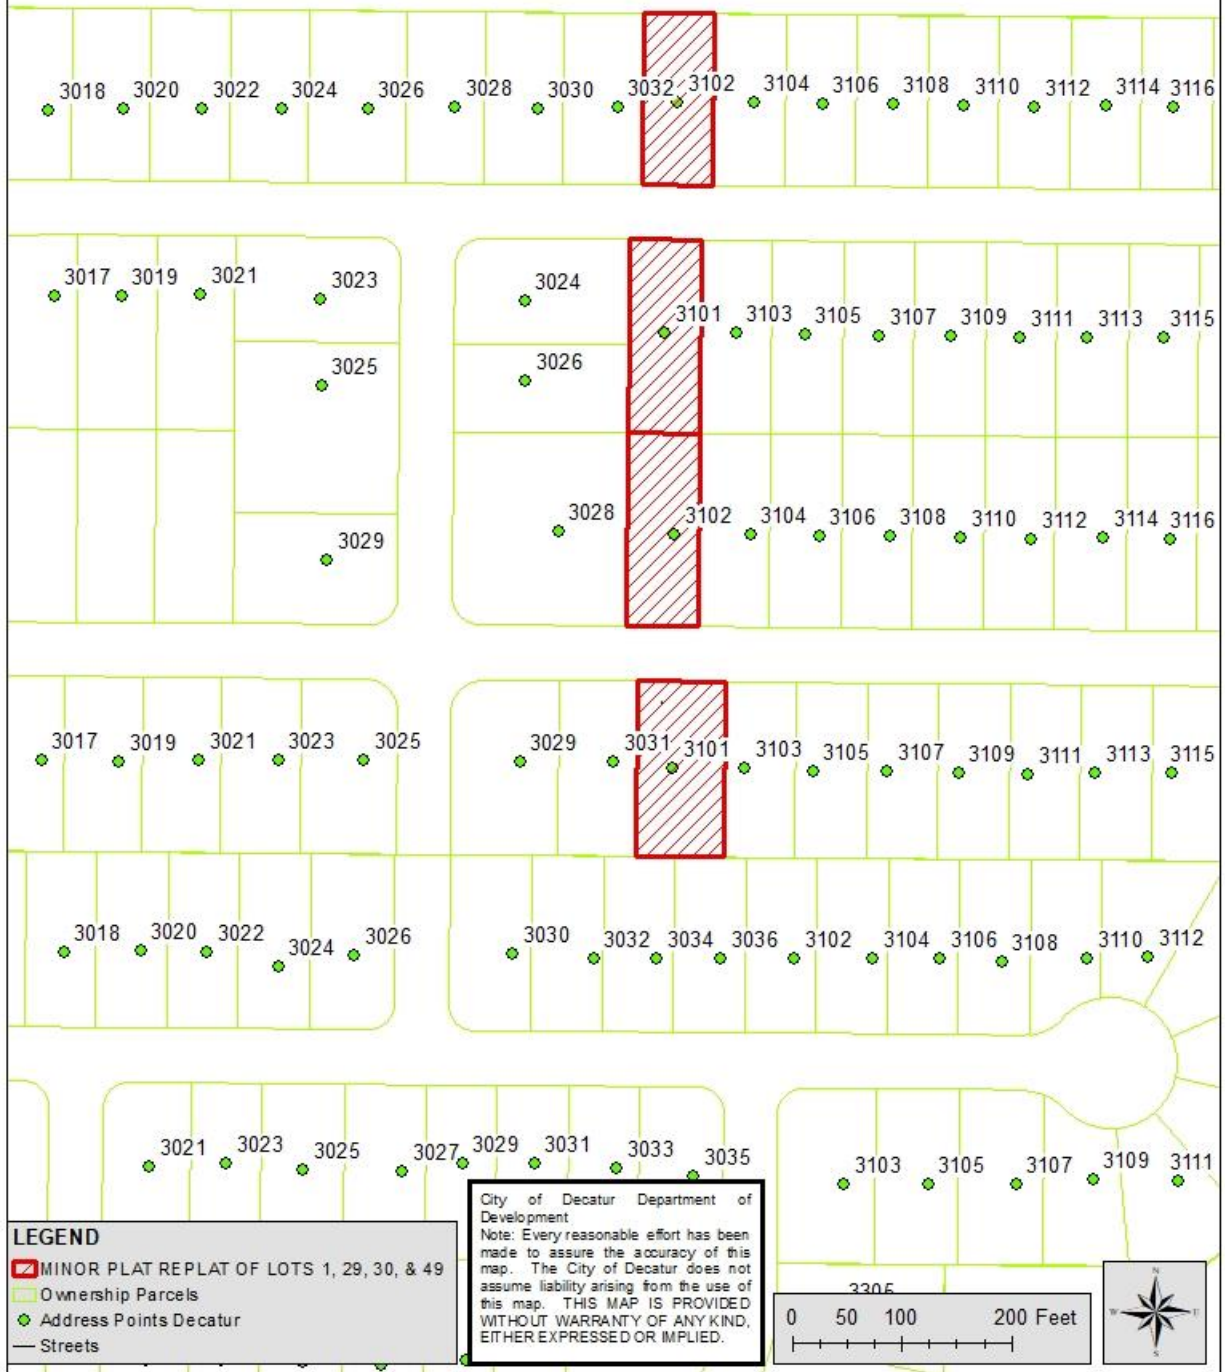 3018 3020 3022 3024 3026 3028 3030 3032 3102 3104 3106 3108 3110 3112 3114 3116
3017 3019 3021 3023 3024
3101 3103 3105 3107 3109 3111 3113 3115
3025 3026
3028 3102 3104 3106 3108 3110 3112 3114 3116
3029
3017 3019 3021 3023 3025 3029 3031 3101 3103 3105 3107 3109 3111 3113 3115
3018 3020 3022 3024 3026 3030 3032 3034 3036 3102 3104 3106 3108 3110 3112
3021 3023 3025 3027 3029 3031 3033 3035 3103 3105 3107 3109 3111
LEGEND
MINOR PLAT REPLAT OF LOTS 1, 29, 30, & 49
Ownership Parcels
Address Points Decatur
Streets
City of Decatur Department of
Development
Note: Every reasonable effort has been
made to assure the accuracy of this
map. The City of Decatur does not
assume liability arising from the use of
this map. THIS MAP IS PROVIDED
WITHOUT WARRANTY OF ANY KIND,
EITHER EXPRESSED OR IMPLIED.
3305
0 50 100 200 Feet
N
W E
S